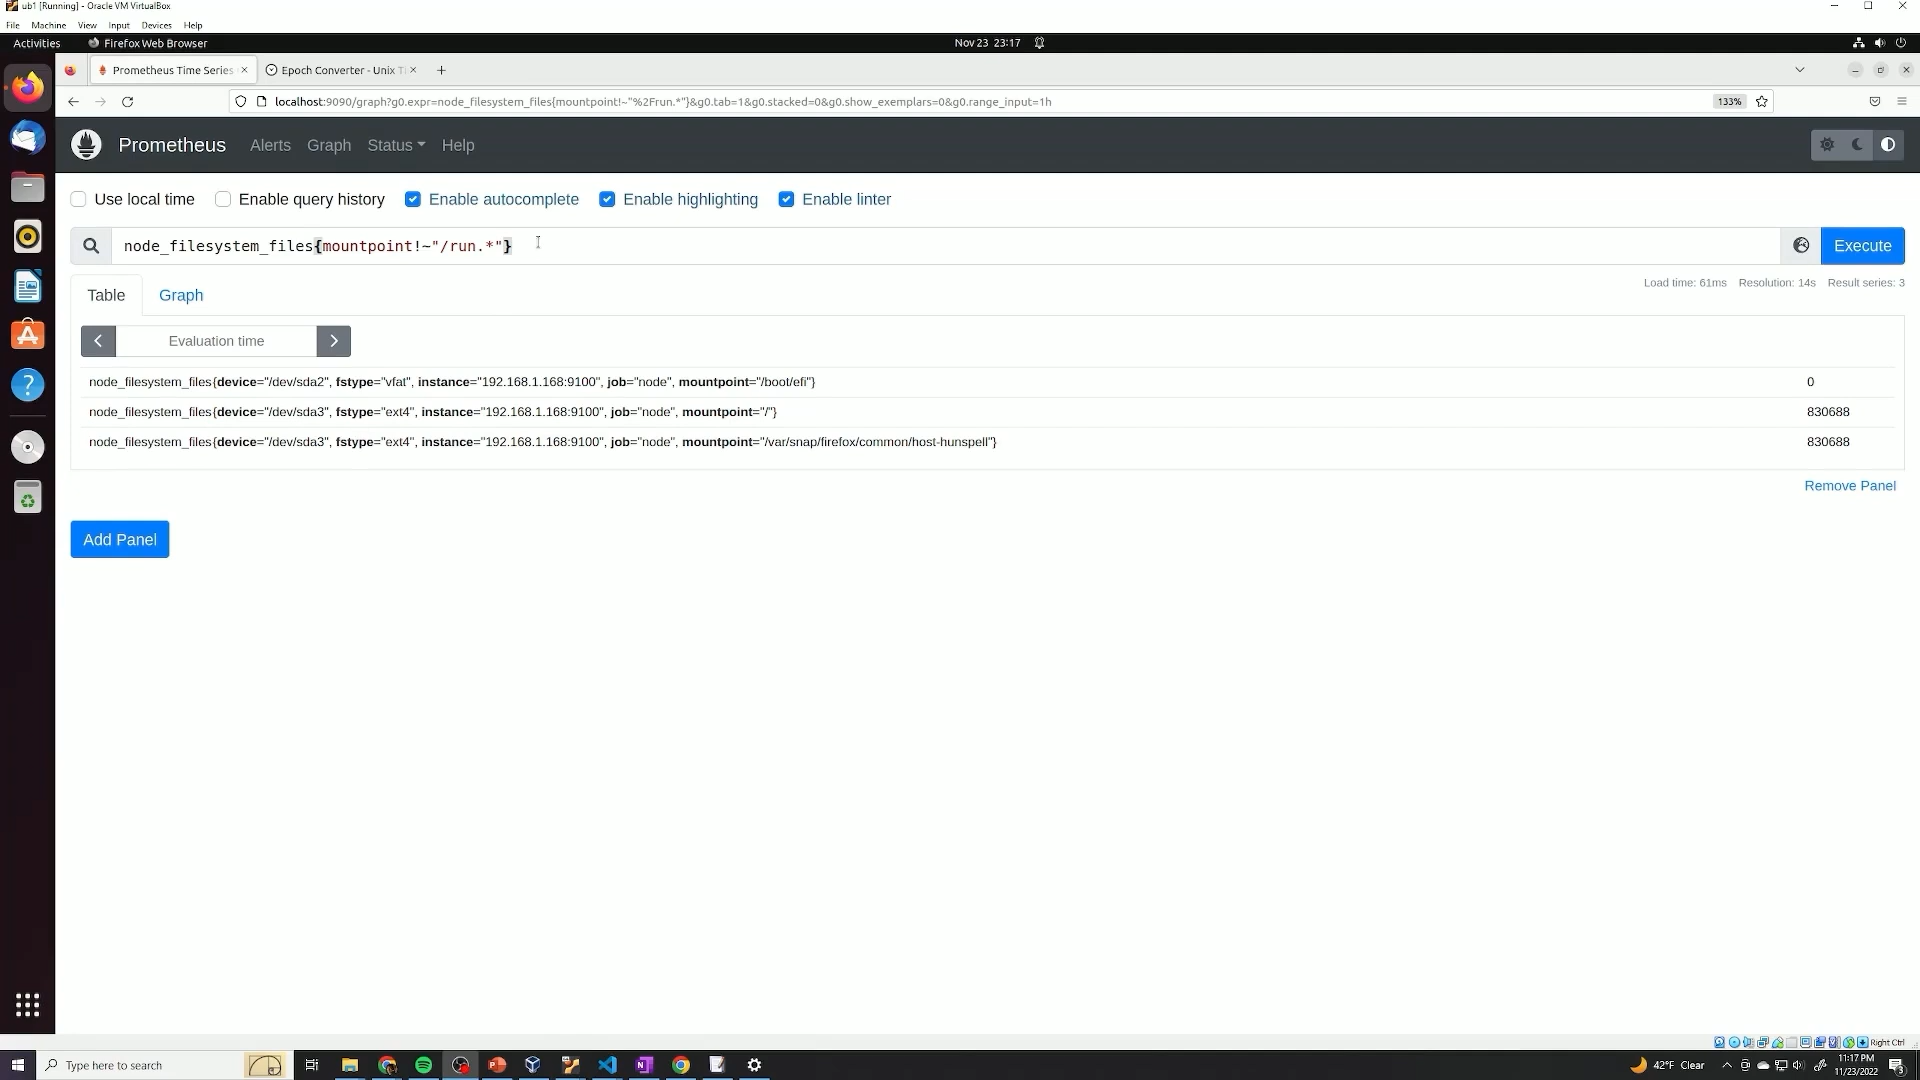 ub1 [Running] - Oracle VM VirtualBox
File Machine View Input Devices Help
Activities Firefox Web Browser Nov 23 23:17
Prometheus Time Series Epoch Converter - Unix Ti
localhost:9090/graph?g0.expr=node_filesystem_files{mountpoint!~"%2Frun.*"}&g0.tab=1&g0.stacked=0&g0.show_exemplars=0&g0.range_input=1h 133%
Prometheus Alerts Graph Status Help
Use local time Enable query history Enable autocomplete Enable highlighting Enable linter
node_filesystem_files{mountpoint!~"/run.*"} Execute
Table Graph Load time: 61ms Resolution: 14s Result series: 3
Evaluation time
node_filesystem_files{device="/dev/sda2", fstype="vfat", instance="192.168.1.168:9100", job="node", mountpoint="/boot/efi"} 0
node_filesystem_files{device="/dev/sda3", fstype="ext4", instance="192.168.1.168:9100", job="node", mountpoint="/"} 830688
node_filesystem_files{device="/dev/sda3", fstype="ext4", instance="192.168.1.168:9100", job="node", mountpoint="/var/snap/firefox/common/host-hunspell"} 830688
Remove Panel
Add Panel
Right Ctrl
Type here to search 42°F Clear 11:17 PM
11/23/2022 3